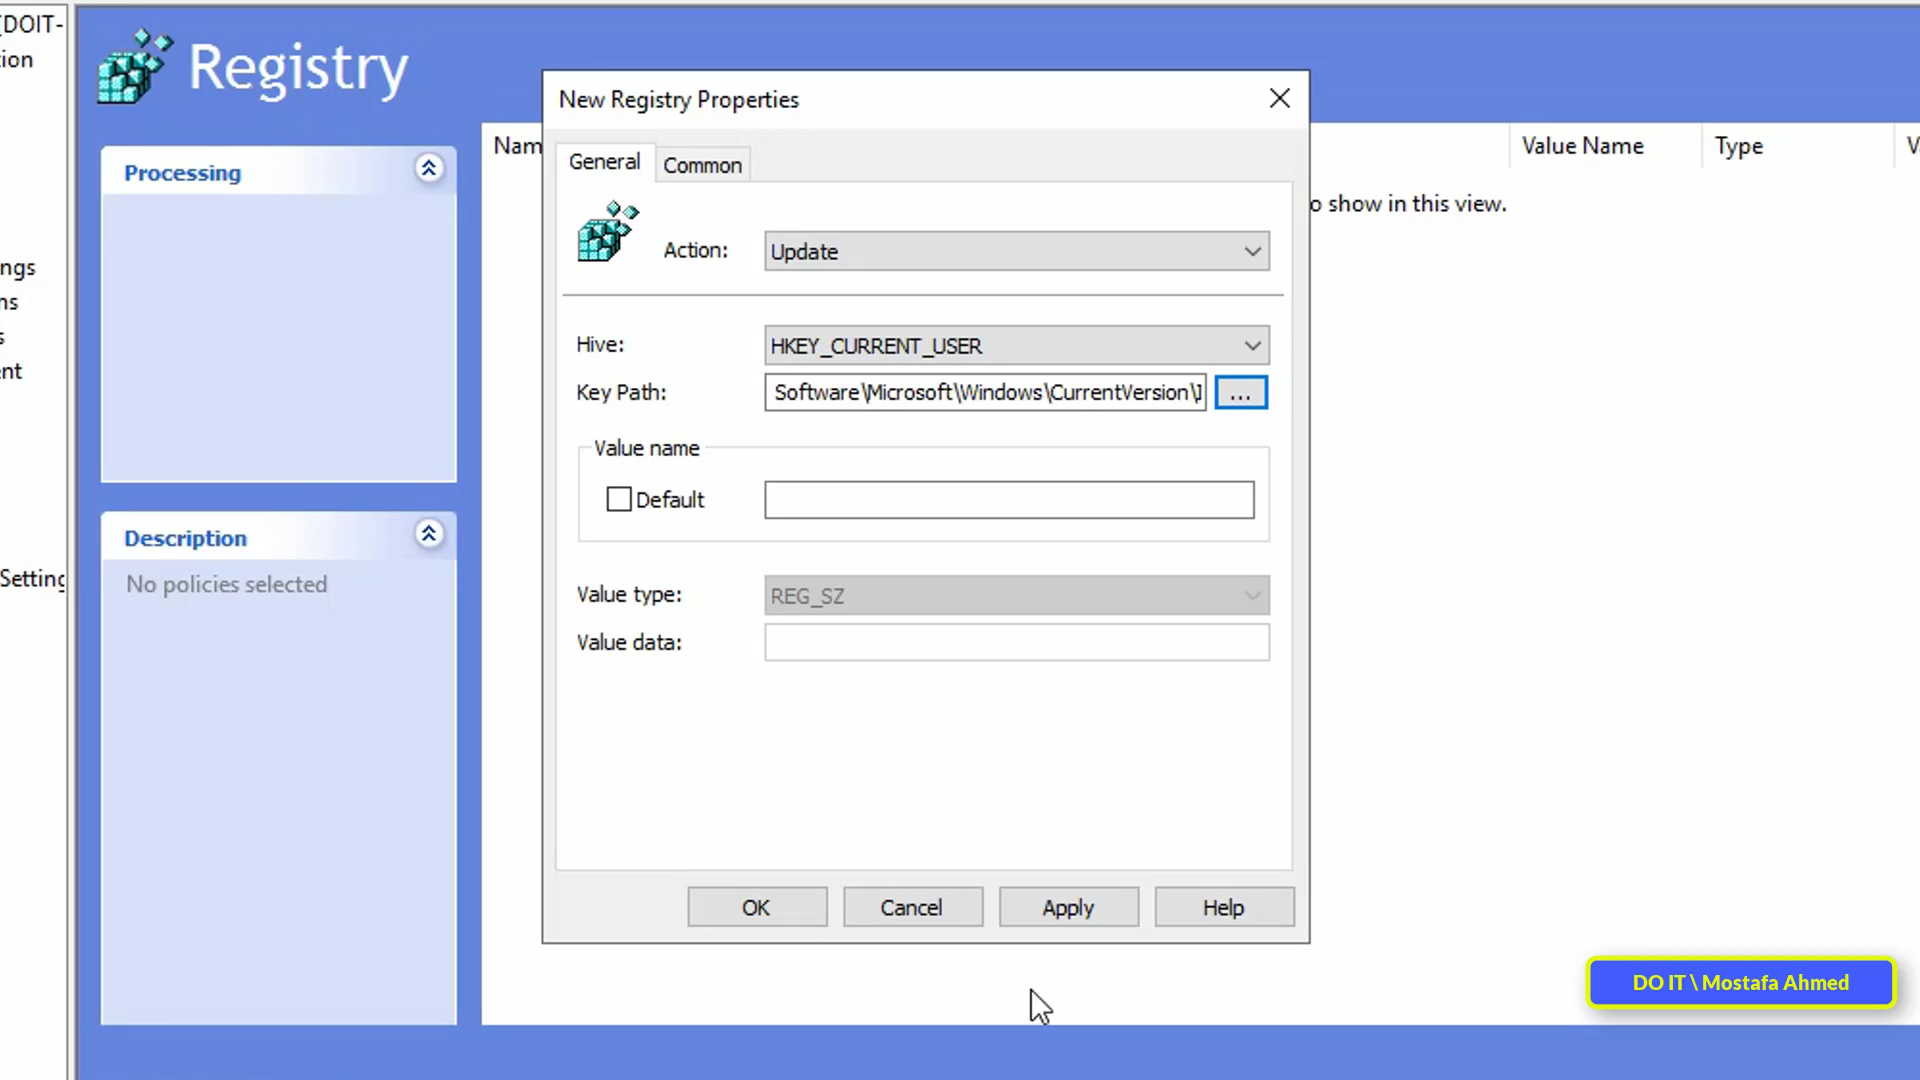 [DOIT-
ion
ngs
ns
s
ent
Setting
Registry
Processing
Description
No policies selected
Nam
Value Name
Type
V
o show in this view.
New Registry Properties
General
Common
Action:
Update
Hive:
HKEY_CURRENT_USER
Key Path:
Software\Microsoft\Windows\CurrentVersion\
...
Value name
Default
Value type:
REG_SZ
Value data:
OK
Cancel
Apply
Help
DO IT \ Mostafa Ahmed